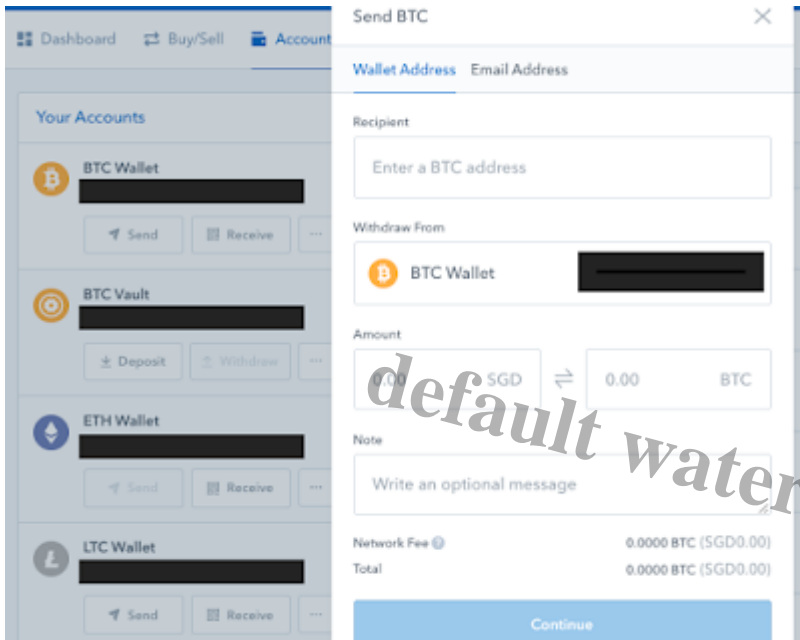 Dashboard Buy/Sell Account
Your Accounts
BTC Wallet
Send Receive ...
BTC Vault
Deposit Withdraw ...
ETH Wallet
Send Receive ...
LTC Wallet
Send Receive ...
Send BTC
Wallet Address Email Address
Recipient
Enter a BTC address
Withdraw From
BTC Wallet
Amount
0.00 SGD 0.00 BTC
Note
Write an optional message
Network Fee ? 0.0000 BTC (SGD0.00)
Total 0.0000 BTC (SGD0.00)
Continue
default water